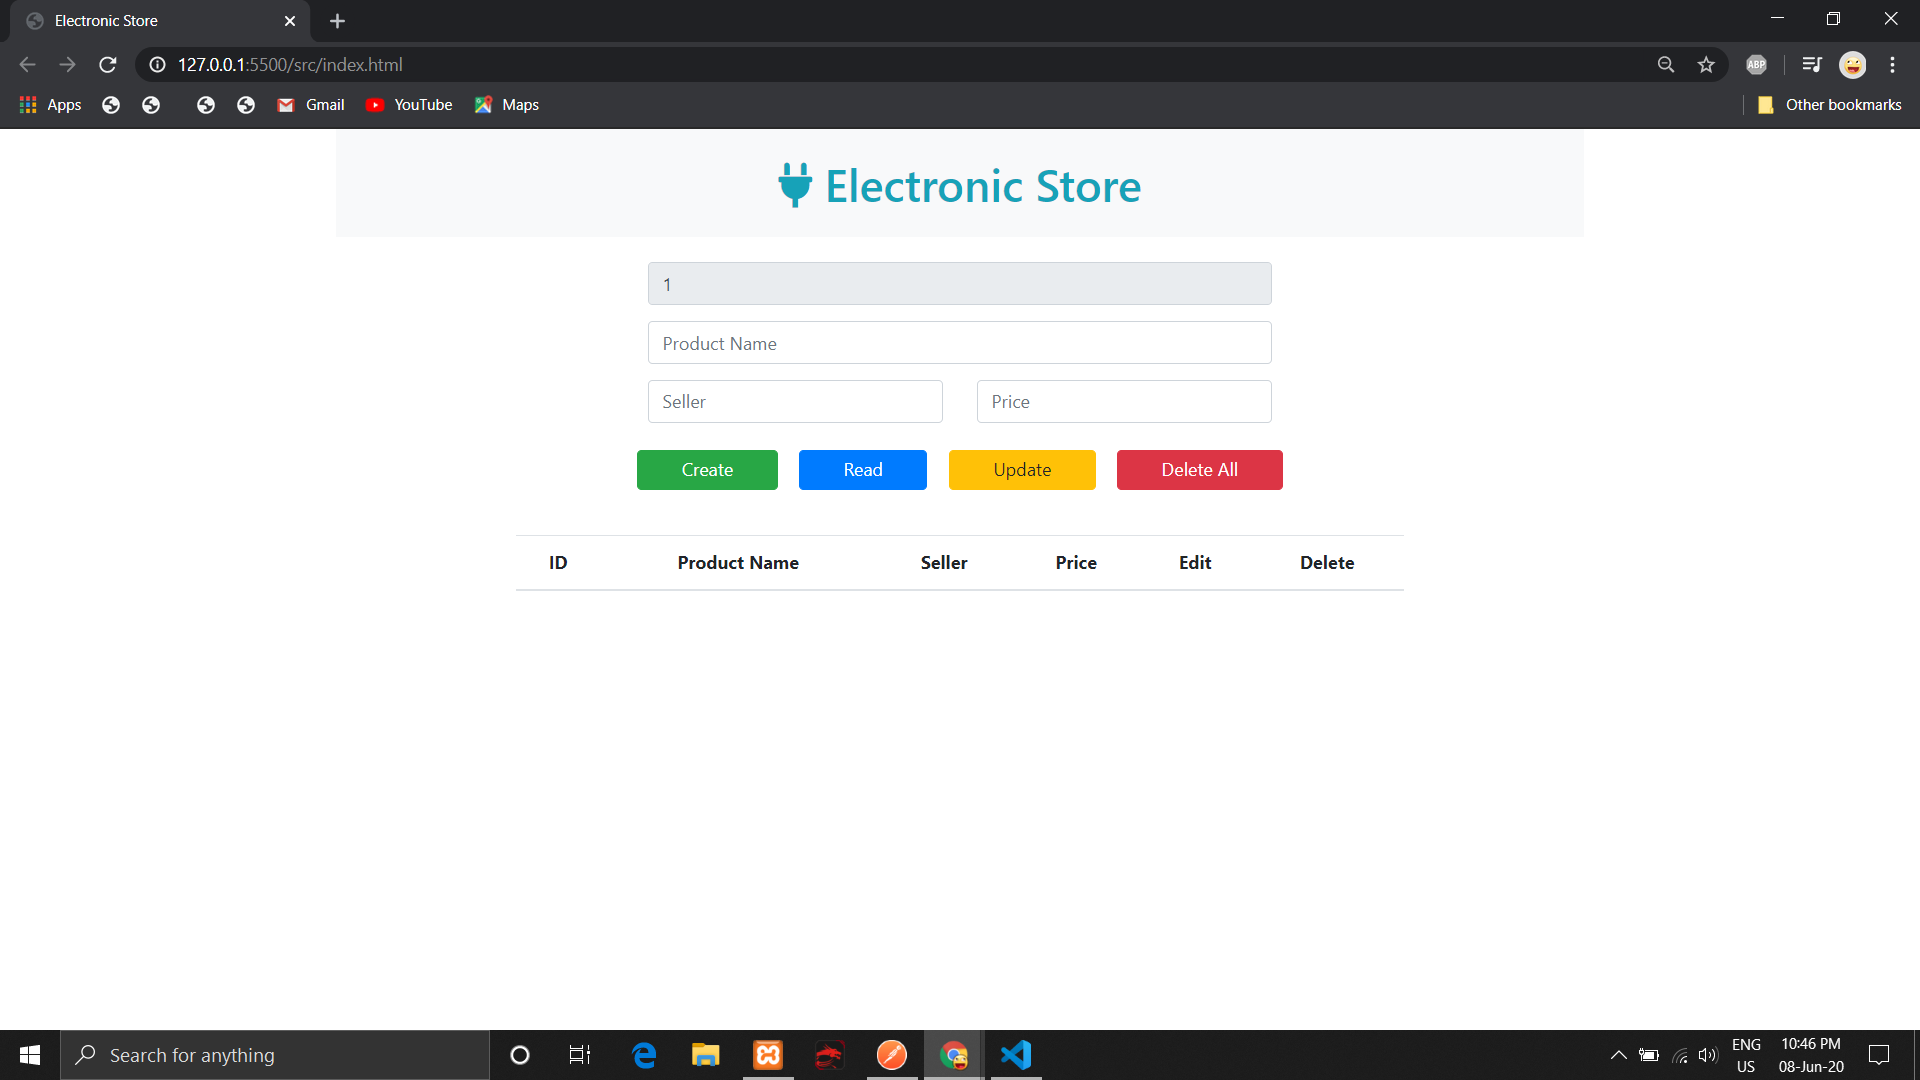 Electronic Store
127.0.0.1:5500/src/index.html
ABP
Apps Gmail YouTube Maps Other bookmarks
Electronic Store
1
Product Name
Seller Price
Create Read Update Delete All
ID Product Name Seller Price Edit Delete
Search for anything
ENG
US
10:46 PM
08-Jun-20